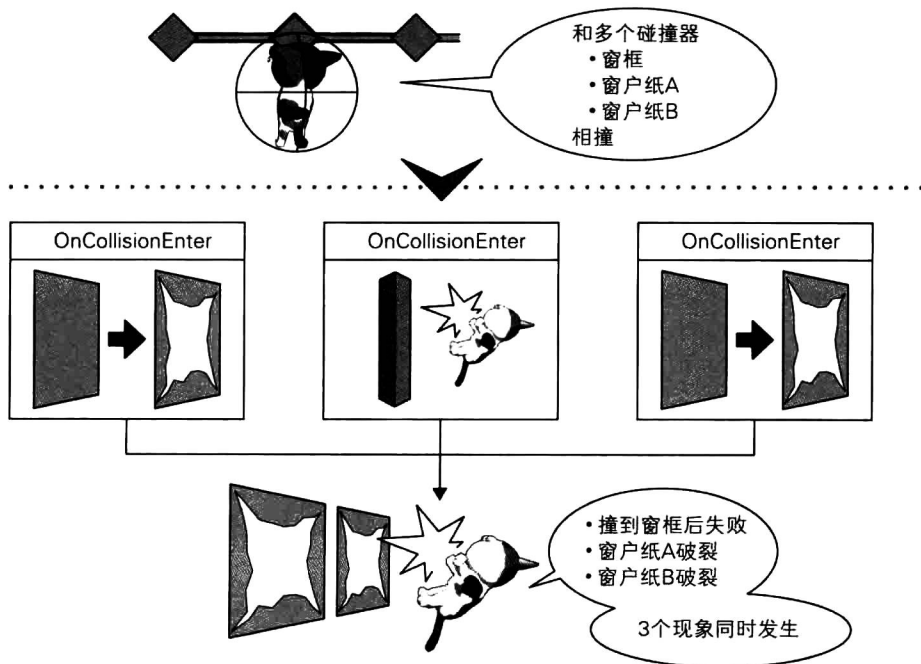 和多个碰撞器
・窗框
・窗户纸A
・窗户纸B
相撞
OnCollisionEnter
OnCollisionEnter
OnCollisionEnter
・撞到窗框后失败
・窗户纸A破裂
・窗户纸B破裂
3个现象同时发生